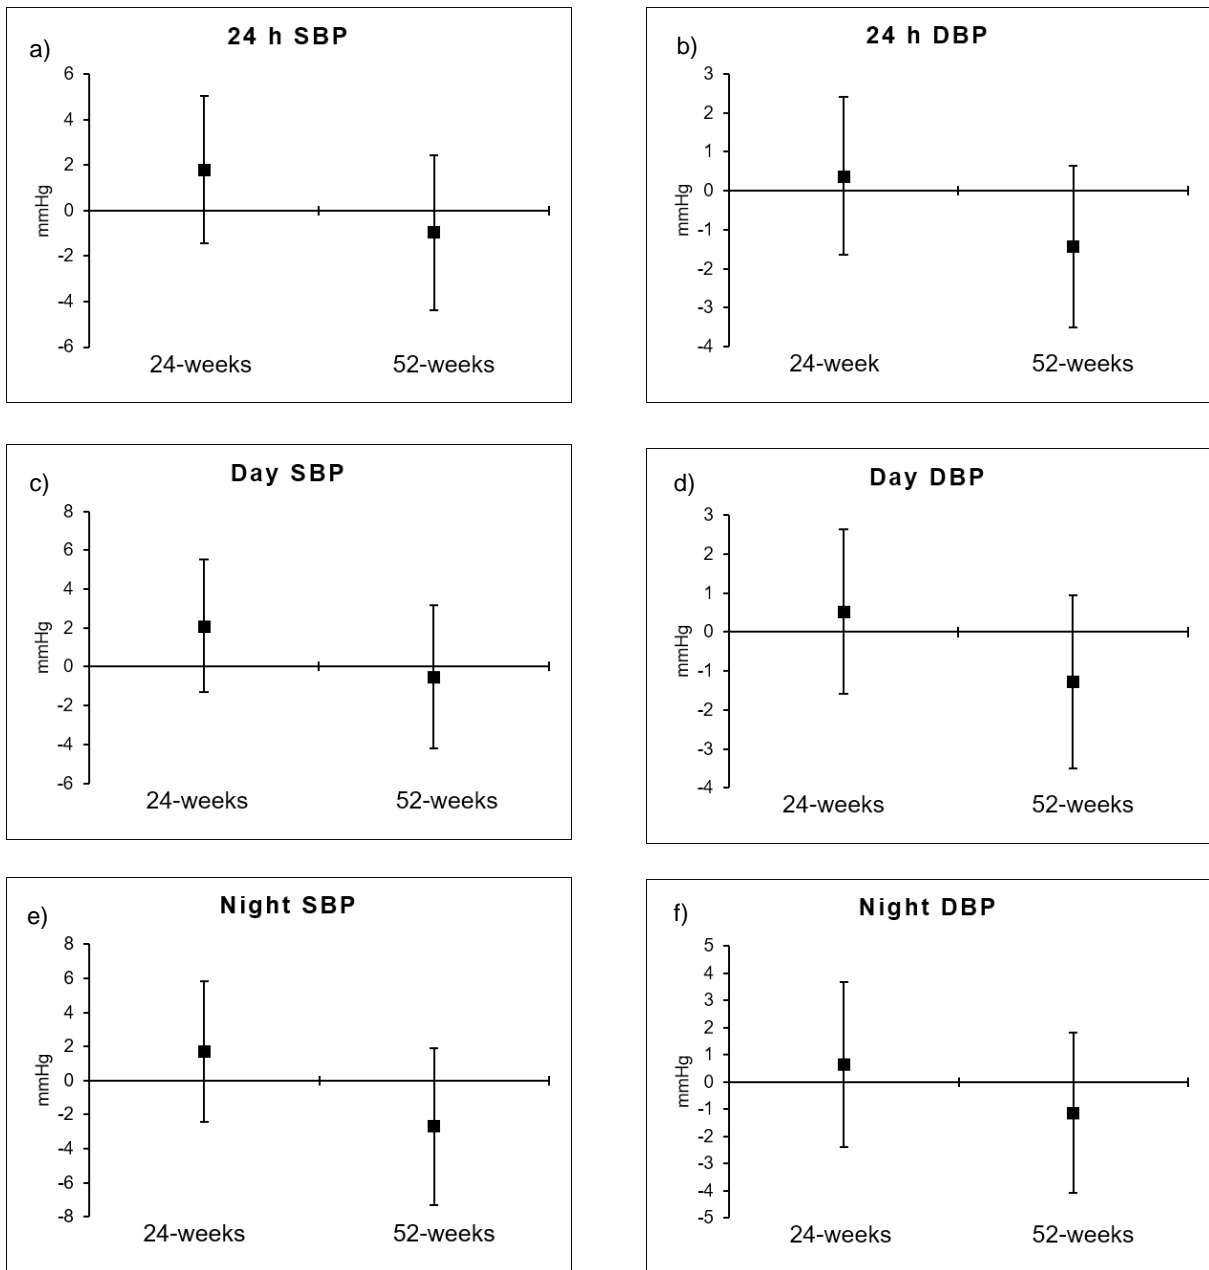 a)
24 h SBP
mmHg
6
4
2
0
-2
-4
-6
24-weeks 52-weeks
b)
24 h DBP
mmHg
3
2
1
0
-1
-2
-3
-4
24-week 52-weeks
c)
Day SBP
mmHg
8
6
4
2
0
-2
-4
-6
24-weeks 52-weeks
d)
Day DBP
mmHg
3
2
1
0
-1
-2
-3
-4
24-weeks 52-weeks
e)
Night SBP
mmHg
8
6
4
2
0
-2
-4
-6
-8
24-weeks 52-weeks
f)
Night DBP
mmHg
5
4
3
2
1
0
-1
-2
-3
-4
-5
24-weeks 52-weeks